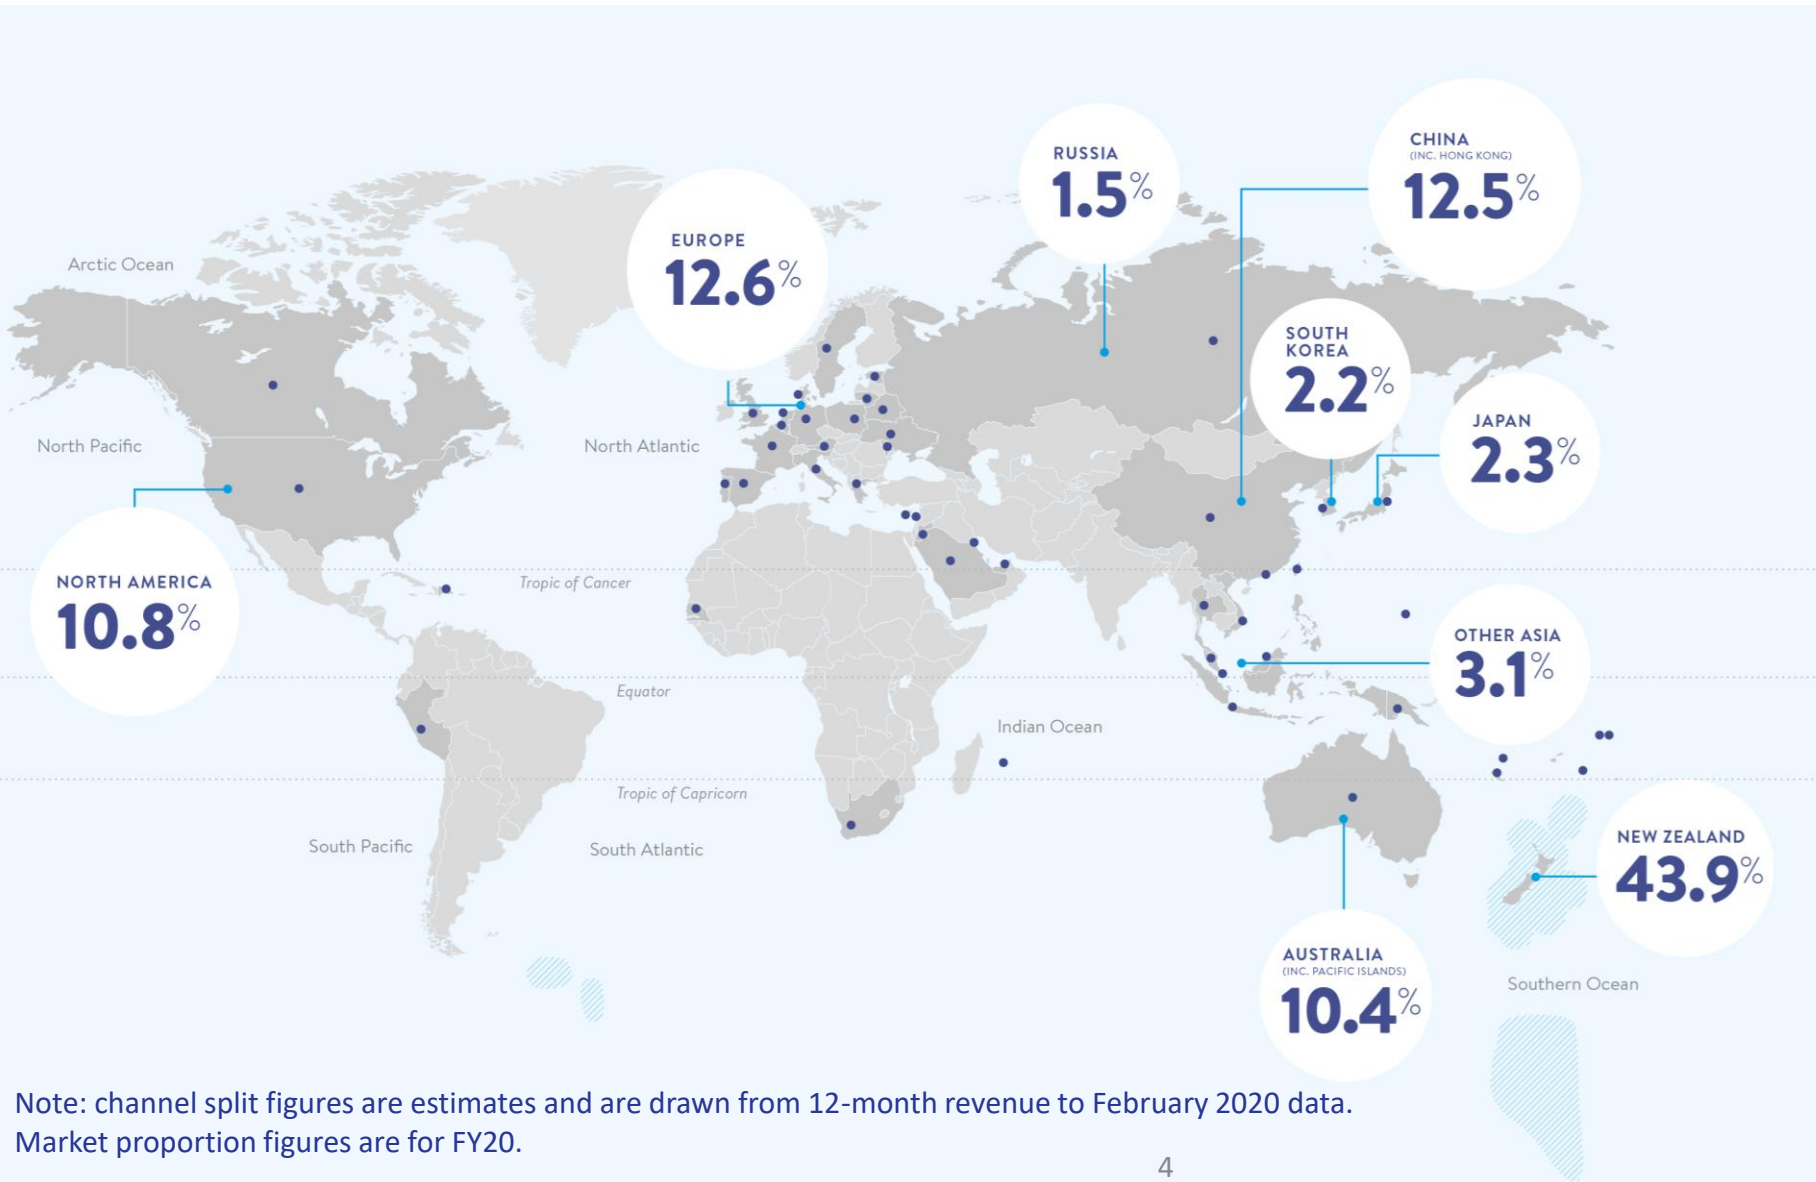 RUSSIA
1.5%
CHINA
(INC. HONG KONG)
12.5%
EUROPE
12.6%
Arctic Ocean
SOUTH
KOREA
2.2%
JAPAN
2.3%
North Pacific
North Atlantic
NORTH AMERICA
10.8%
Tropic of Cancer
OTHER ASIA
3.1%
Equator
Indian Ocean
Tropic of Capricorn
South Pacific
South Atlantic
NEW ZEALAND
43.9%
AUSTRALIA
(INC. PACIFIC ISLANDS)
10.4%
Southern Ocean
Note: channel split figures are estimates and are drawn from 12-month revenue to February 2020 data.
Market proportion figures are for FY20.
4